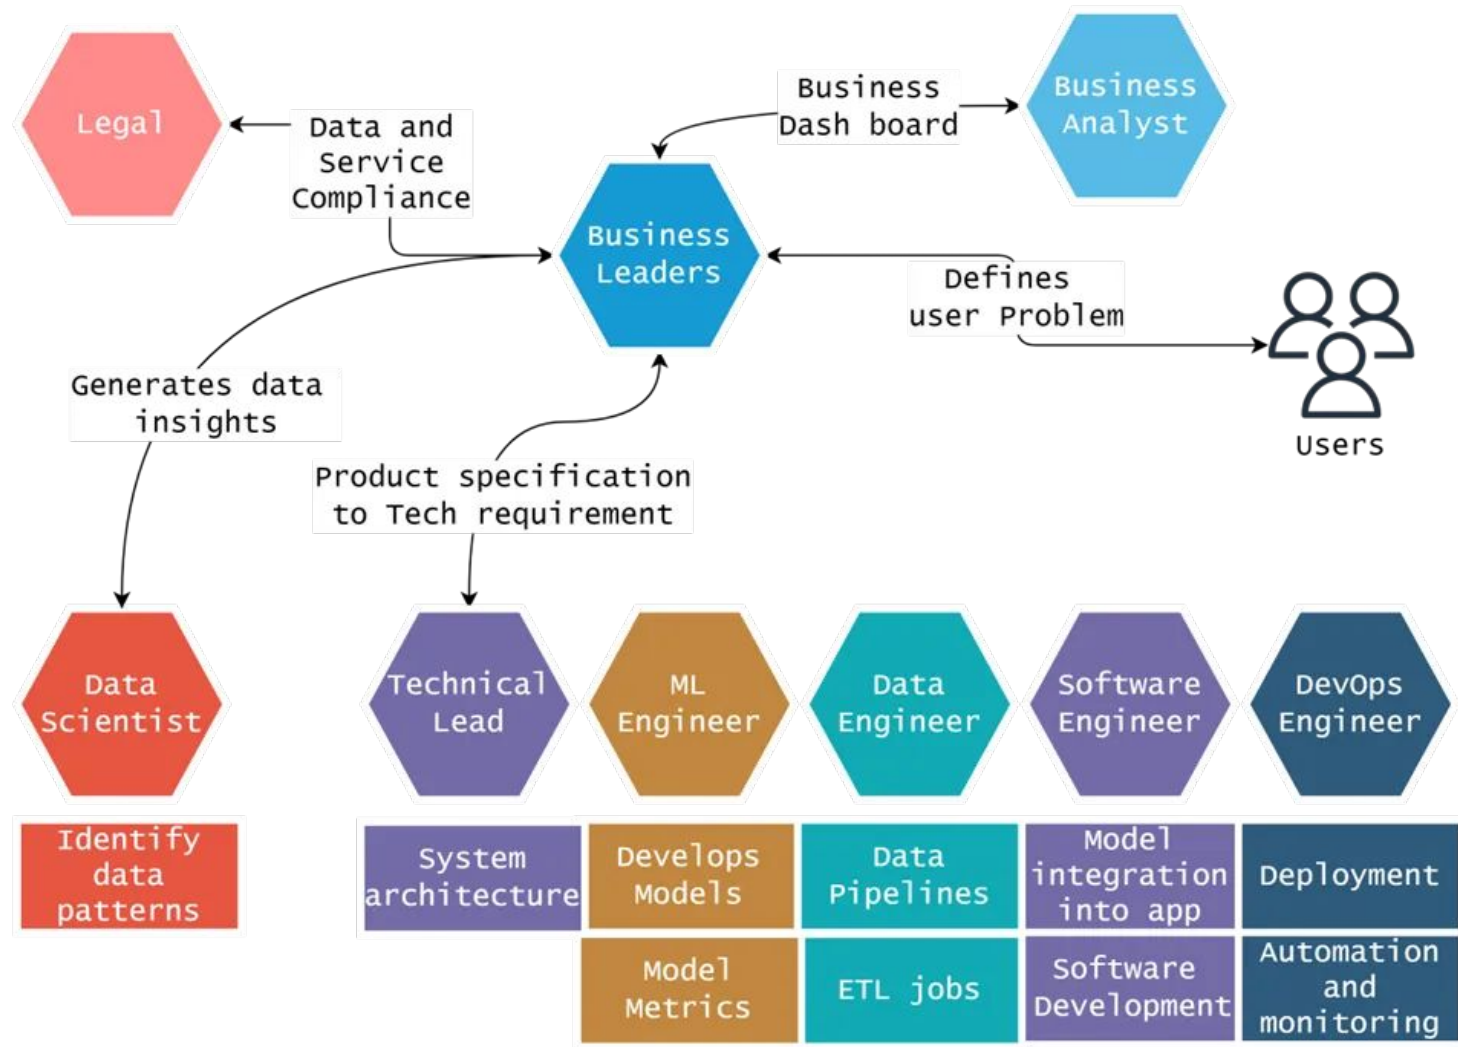 Legal
Data and
Service
Compliance
Business
Dash board
Business
Analyst
Business
Leaders
Defines
user Problem
Users
Generates data
insights
Product specification
to Tech requirement
Data
Scientist
Technical
Lead
ML
Engineer
Data
Engineer
Software
Engineer
DevOps
Engineer
Identify
data
patterns
System
architecture
Develops
Models
Data
Pipelines
Model
integration
into app
Deployment
Model
Metrics
ETL jobs
Software
Development
Automation
and
monitoring